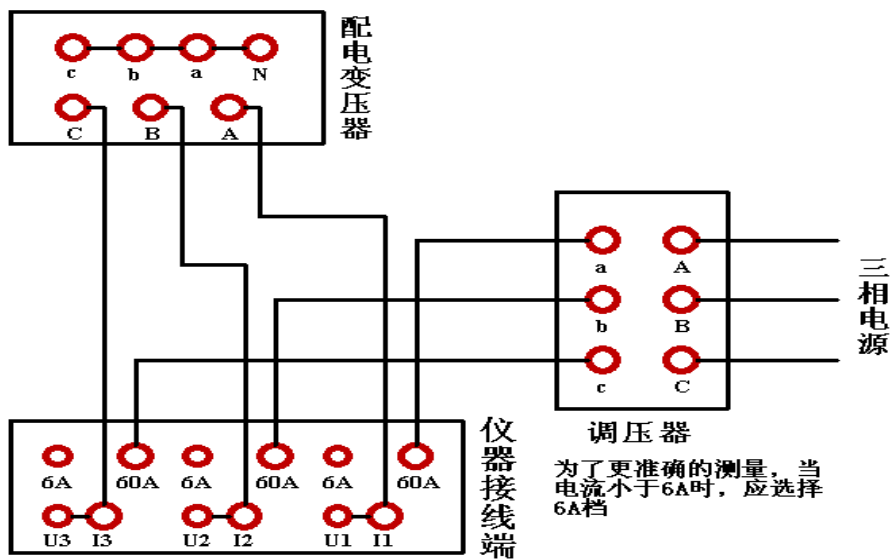 c b a N
C B A
配电变压器
a A
b B
c C
三相电源
调压器
为了更准确的测量，当
电流小于6A时，应选择
6A档
6A 60A 6A 60A 6A 60A
U3 I3 U2 I2 U1 I1
仪器接线端